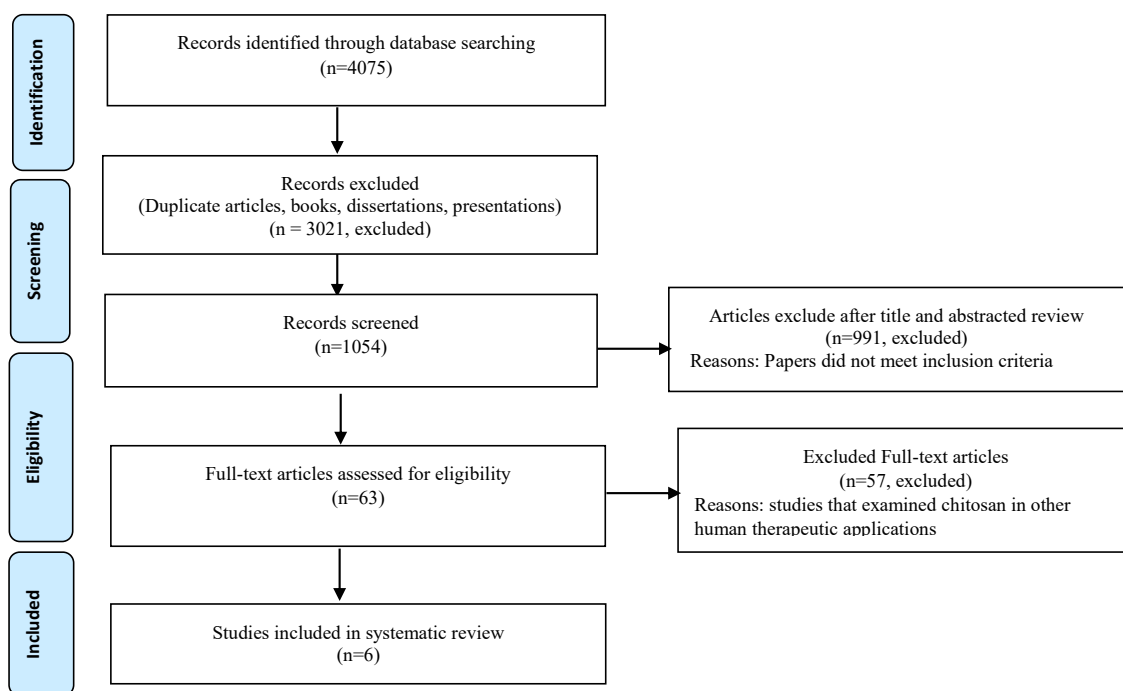 Identification
Records identified through database searching
(n=4075)
Records excluded
(Duplicate articles, books, dissertations, presentations)
(n = 3021, excluded)
Screening
Records screened
(n=1054)
Articles exclude after title and abstracted review
(n=991, excluded)
Reasons: Papers did not meet inclusion criteria
Eligibility
Full-text articles assessed for eligibility
(n=63)
Excluded Full-text articles
(n=57, excluded)
Reasons: studies that examined chitosan in other
human therapeutic applications
Included
Studies included in systematic review
(n=6)